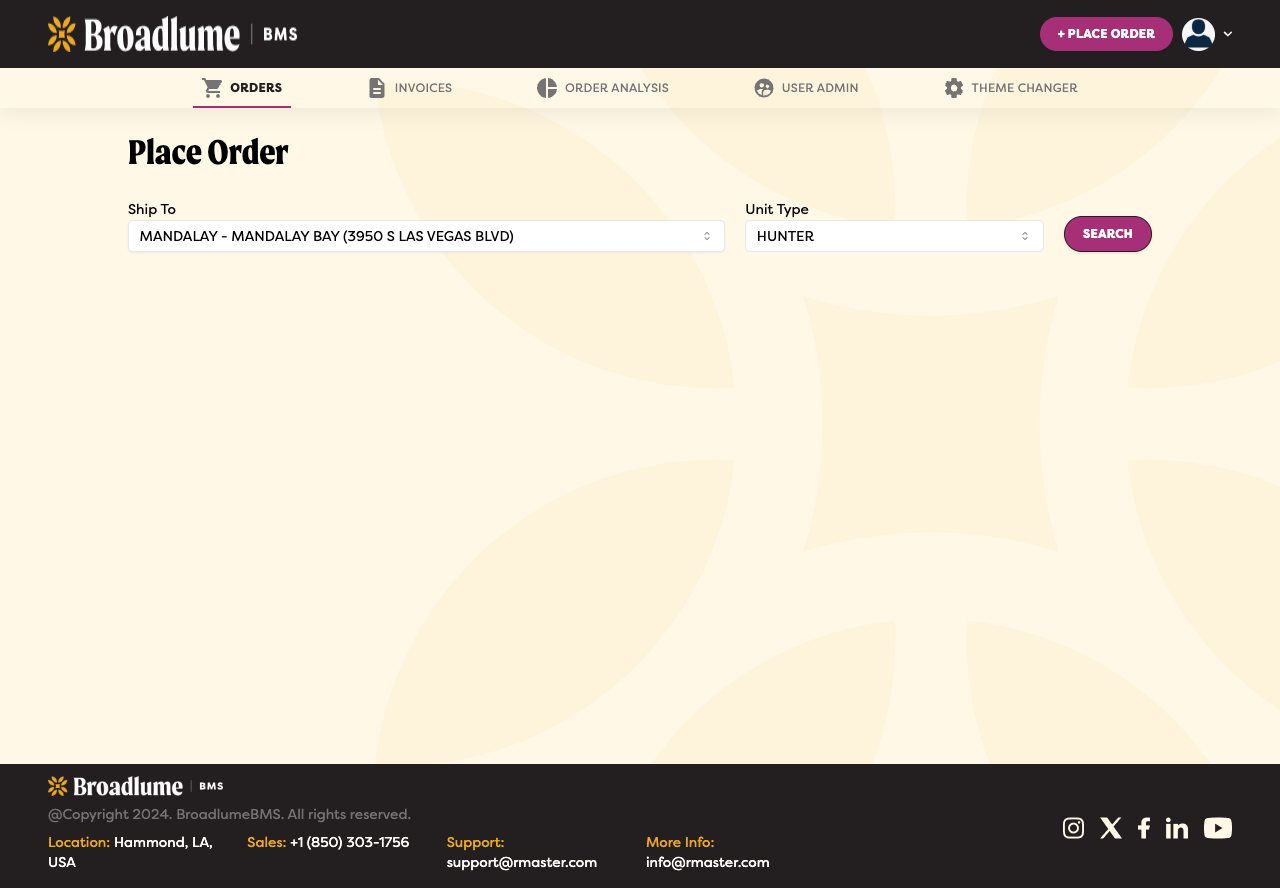 Broadlume | BMS
+ PLACE ORDER
ORDERS
INVOICES
ORDER ANALYSIS
USER ADMIN
THEME CHANGER
Place Order
Ship To
Unit Type
MANDALAY - MANDALAY BAY (3950 S LAS VEGAS BLVD)
HUNTER
SEARCH
Broadlume | BMS
@Copyright 2024. BroadlumeBMS. All rights reserved.
Location: Hammond, LA,
USA
Sales: +1 (850) 303-1756
Support:
support@rmaster.com
More Info:
info@rmaster.com